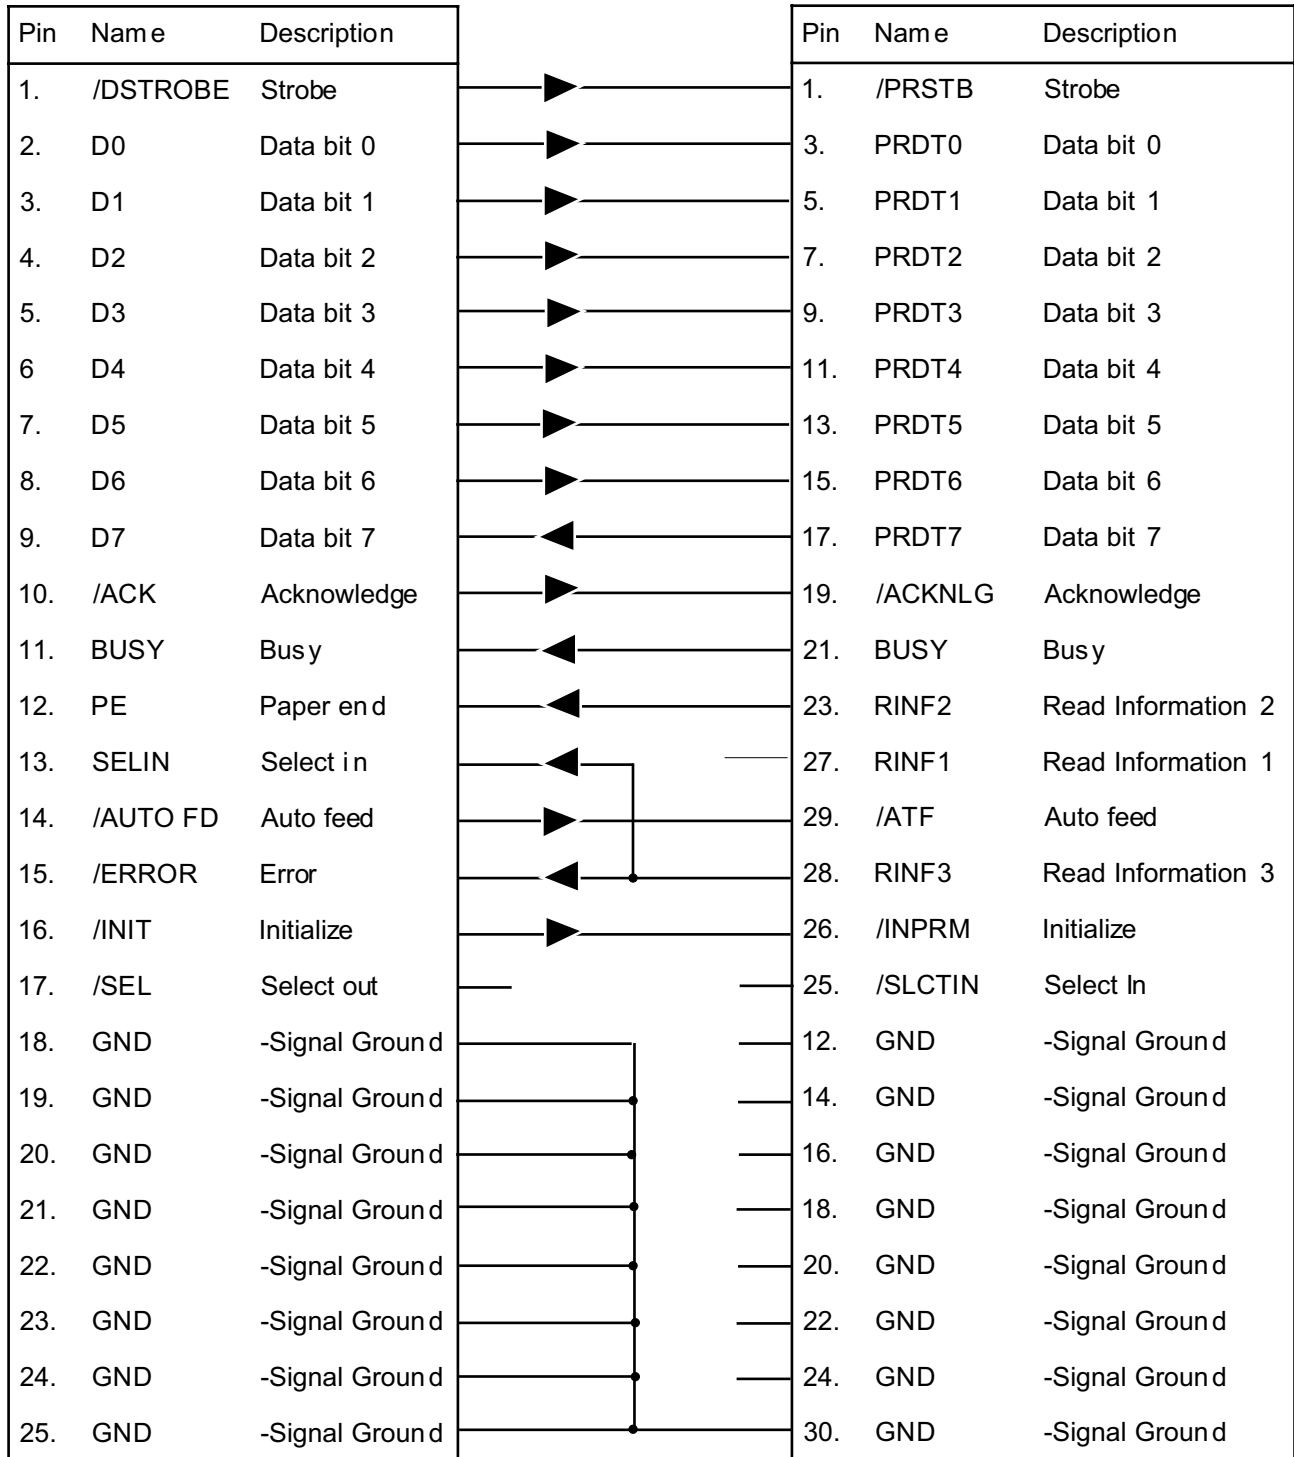 Pin Name Description Pin Name Description
1. /DSTROBE Strobe 1. /PRSTB Strobe
2. D0 Data bit 0 3. PRDT0 Data bit 0
3. D1 Data bit 1 5. PRDT1 Data bit 1
4. D2 Data bit 2 7. PRDT2 Data bit 2
5. D3 Data bit 3 9. PRDT3 Data bit 3
6 D4 Data bit 4 11. PRDT4 Data bit 4
7. D5 Data bit 5 13. PRDT5 Data bit 5
8. D6 Data bit 6 15. PRDT6 Data bit 6
9. D7 Data bit 7 17. PRDT7 Data bit 7
10. /ACK Acknowledge 19. /ACKNLG Acknowledge
11. BUSY Busy 21. BUSY Busy
12. PE Paper end 23. RINF2 Read Information 2
13. SELIN Select in 27. RINF1 Read Information 1
14. /AUTO FD Auto feed 29. /ATF Auto feed
15. /ERROR Error 28. RINF3 Read Information 3
16. /INIT Initialize 26. /INPRM Initialize
17. /SEL Select out 25. /SLCTIN Select In
18. GND -Signal Ground 12. GND -Signal Ground
19. GND -Signal Ground 14. GND -Signal Ground
20. GND -Signal Ground 16. GND -Signal Ground
21. GND -Signal Ground 18. GND -Signal Ground
22. GND -Signal Ground 20. GND -Signal Ground
23. GND -Signal Ground 22. GND -Signal Ground
24. GND -Signal Ground 24. GND -Signal Ground
25. GND -Signal Ground 30. GND -Signal Ground